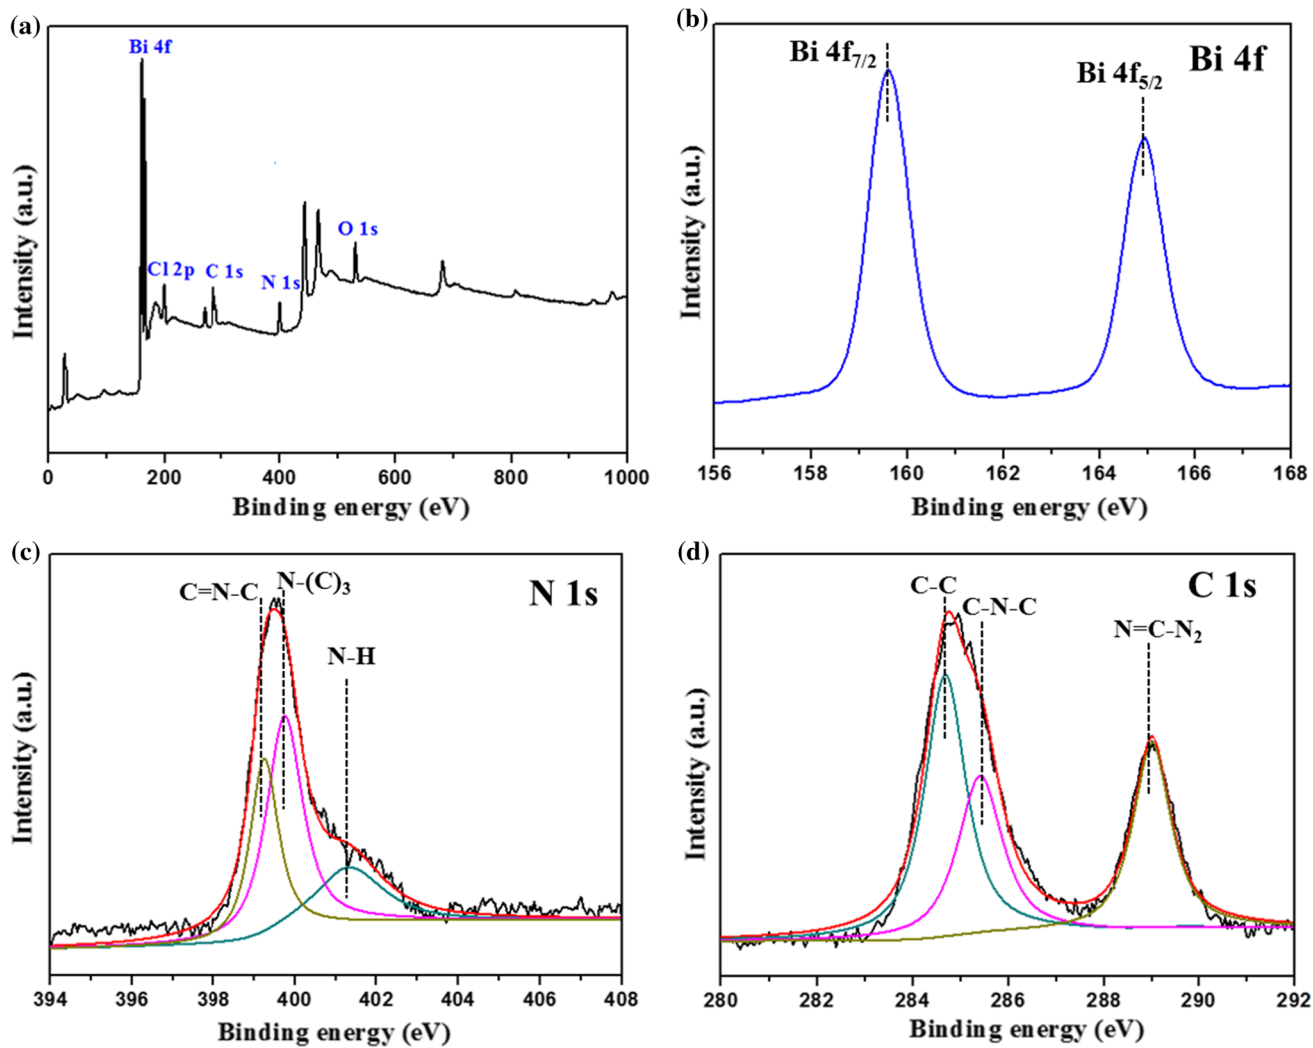 (a)
Bi 4f
Cl 2p
C 1s
N 1s
O 1s
Intensity (a.u.)
0 200 400 600 800 1000
Binding energy (eV)
(b)
Bi 4f7/2
Bi 4f5/2
Bi 4f
Intensity (a.u.)
156 158 160 162 164 166 168
Binding energy (eV)
(c)
C=N-C
N-(C)3
N-H
N 1s
Intensity (a.u.)
394 396 398 400 402 404 406 408
Binding energy (eV)
(d)
C-C
C-N-C
N=C-N2
C 1s
Intensity (a.u.)
280 282 284 286 288 290 292
Binding energy (eV)